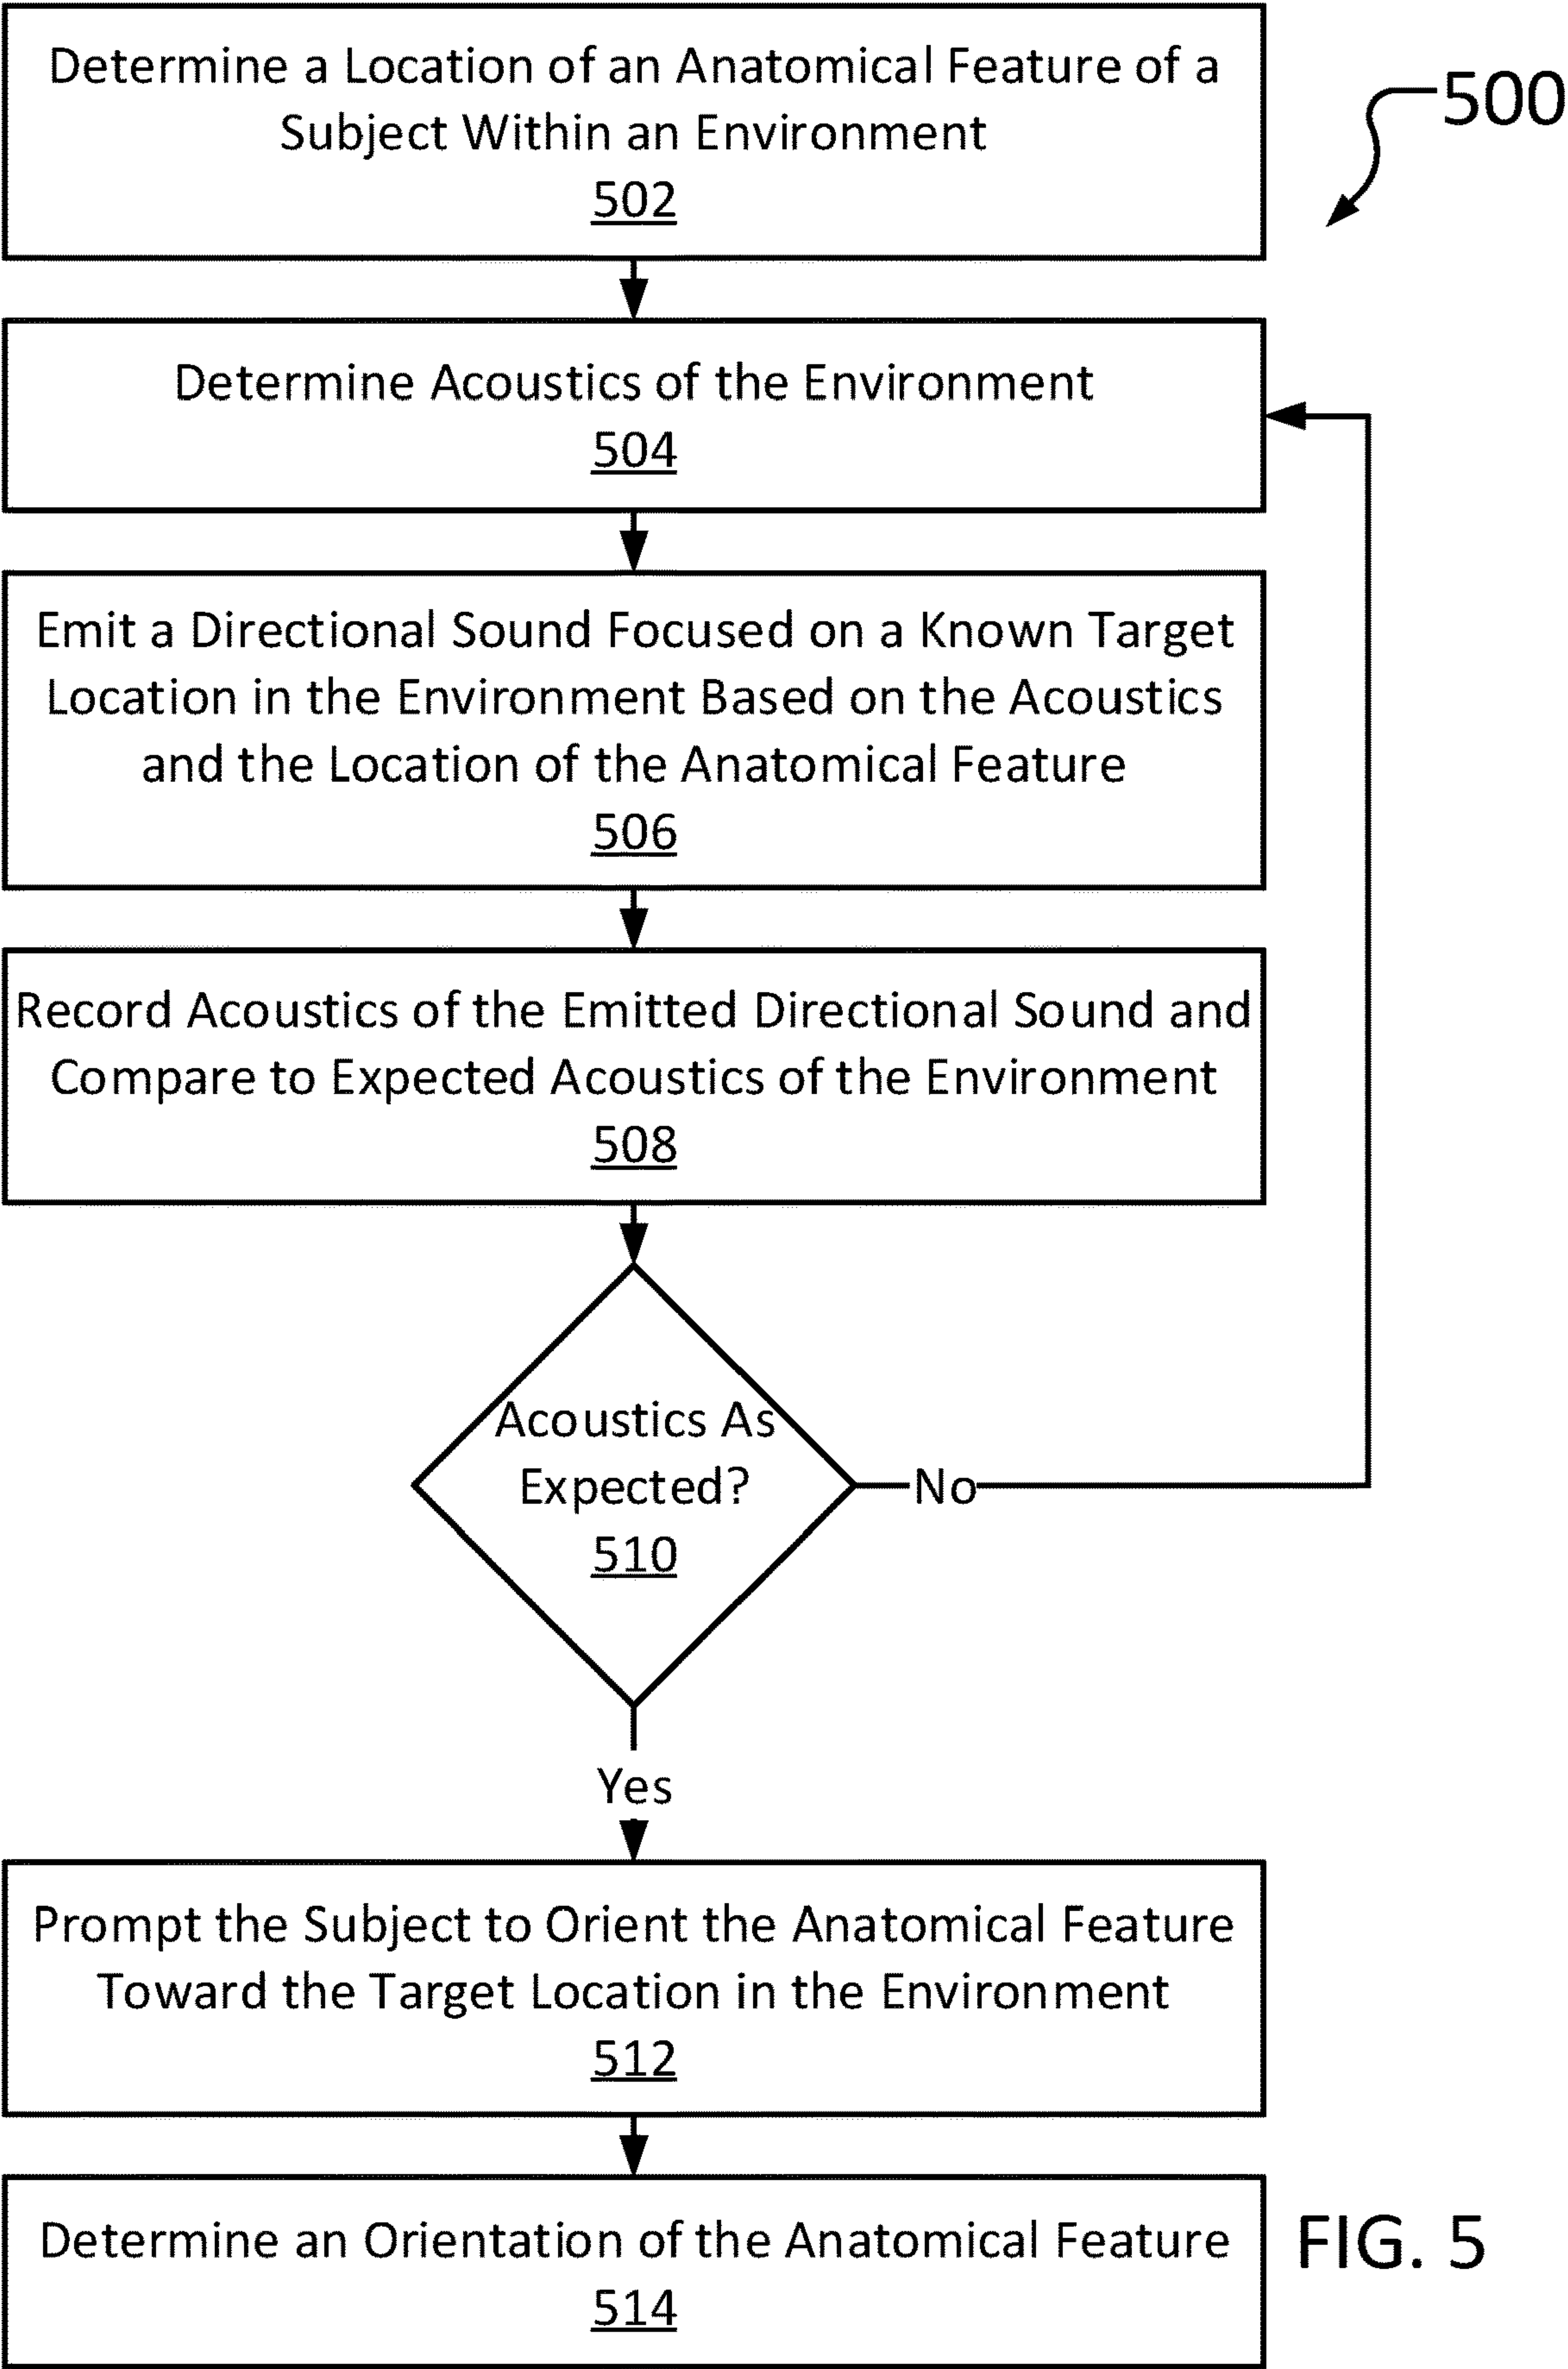 Determine a Location of an Anatomical Feature of a
Subject Within an Environment
502
500
Determine Acoustics of the Environment
504
Emit a Directional Sound Focused on a Known Target
Location in the Environment Based on the Acoustics
and the Location of the Anatomical Feature
506
Record Acoustics of the Emitted Directional Sound and
Compare to Expected Acoustics of the Environment
508
Acoustics As
Expected?
510
No
Yes
Prompt the Subject to Orient the Anatomical Feature
Toward the Target Location in the Environment
512
Determine an Orientation of the Anatomical Feature
514
FIG. 5